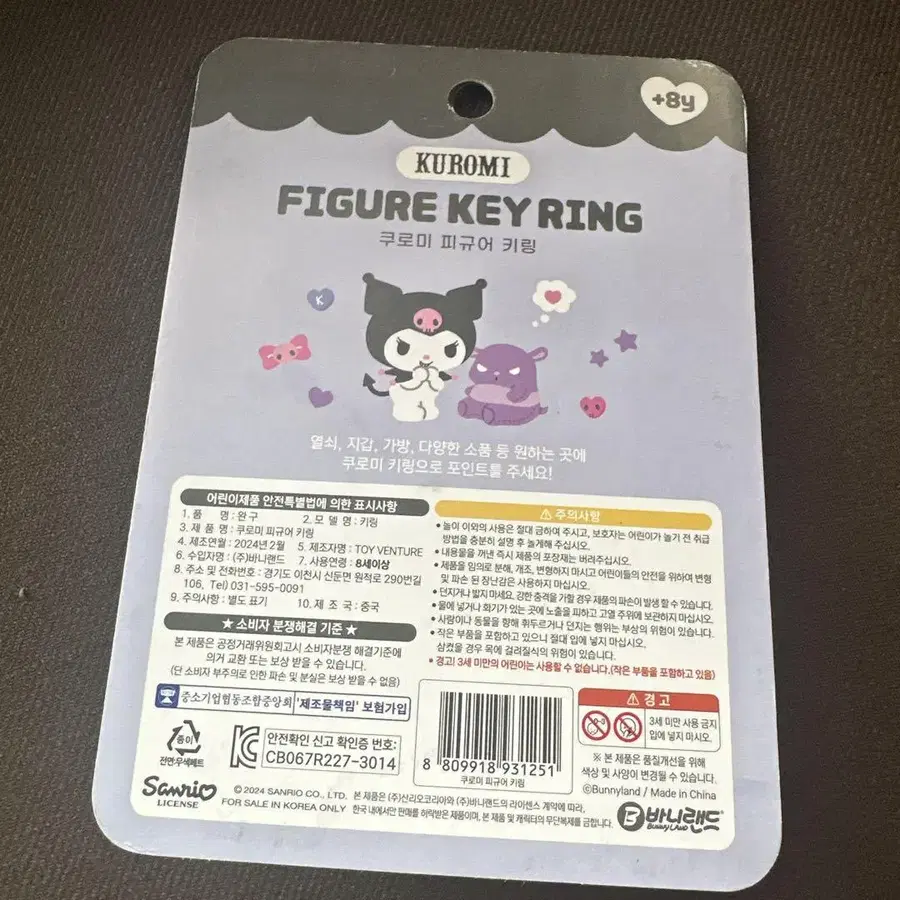 +8y
KUROMI
FIGURE KEY RING
쿠로미 피규어 키링
K
열쇠, 지갑, 가방, 다양한 소품 등 원하는 곳에
쿠로미 키링으로 포인트를 주세요!
어린이제품 안전특별법에 의한 표시사항
1. 품 명 : 완구 2. 모 델 명 : 키링
3. 제 품 명 : 쿠로미 피규어 키링
4. 제조연월 : 2024년 2월 5. 제조자명 : TOY VENTURE
6. 수입자명 : (주)바니랜드 7. 사용연령 : 8세이상
8. 주소 및 전화번호 : 경기도 이천시 신둔면 원적로 290번길
106, Tel) 031-595-0091
9. 주의사항 : 별도 표기 10. 제 조 국 : 중국
★ 소비자 분쟁해결 기준 ★
본 제품은 공정거래위원회고시 소비자분쟁 해결기준에
의거 교환 또는 보상 받을 수 있습니다.
(단 소비자 부주의로 인한 파손 및 분실은 보상 받을 수 없음)
중소기업협동조합중앙회 '제조물책임' 보험가입
종이
전면:우색페트
안전확인 신고 확인증 번호:
CB067R227-3014
⚠ 주의사항
• 놀이 이외의 사용은 절대 금하여 주시고, 보호자는 어린이가 놀기 전 취급
방법을 충분히 설명 후 놀게해 주십시오.
• 내용물을 꺼낸 즉시 제품의 포장재는 버려주십시오.
• 제품을 임의로 분해, 개조, 변형하지 마시고 어린이들의 안전을 위하여 변형
및 파손 된 장난감은 사용하지 마십시오.
• 던지거나 밟지 마세요. 강한 충격을 가할 경우 제품의 파손이 발생 할 수 있습니다.
• 물에 넣거나 화기가 있는 곳에 노출을 피하고 고열 주위에 보관하지 마십시오.
• 사람이나 동물을 향해 휘두르거나 던지는 행위는 부상의 위험이 있습니다.
• 작은 부품을 포함하고 있으니 절대 입에 넣지 마십시오.
삼켰을 경우 목에 걸려질식의 위험이 있습니다.
• 경고! 3세 미만의 어린이는 사용할 수 없습니다.(작은 부품을 포함하고 있음)
8 809918 931251
쿠로미 피규어 키링
⚠ 경 고
0-3
3세 미만 사용 금지
입에 넣지 마시오.
※ 본 제품은 품질개선을 위해
색상 및 사양이 변경될 수 있습니다.
©Bunnyland / Made in China
Sanrio
LICENSE
© 2024 SANRIO CO., LTD. 본 제품은 (주)산리오코리아와 (주)바니랜드의 라이센스 계약에 따라,
FOR SALE IN KOREA ONLY 한국 내에서만 판매를 허락받은 제품이며, 본 제품 및 캐릭터의 무단복제를 금합니다.
바니랜드
BUNNYLAND